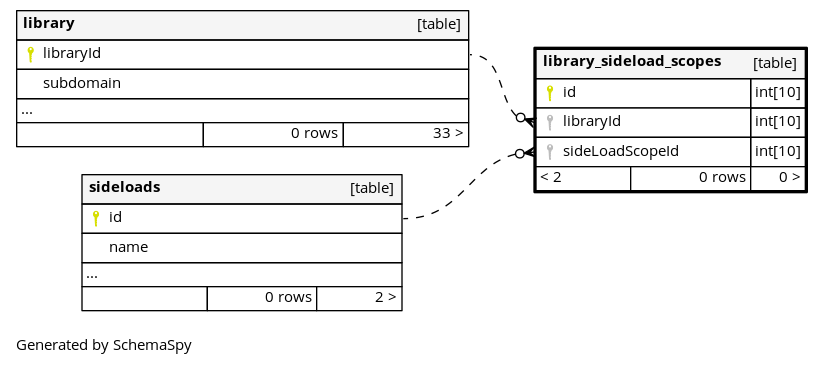 library [table]
libraryId
subdomain
...
0 rows 33 >
library_sideload_scopes [table]
id int[10]
libraryId int[10]
sideLoadScopeId int[10]
< 2 0 rows 0 >
sideloads [table]
id
name
...
0 rows 2 >
Generated by SchemaSpy